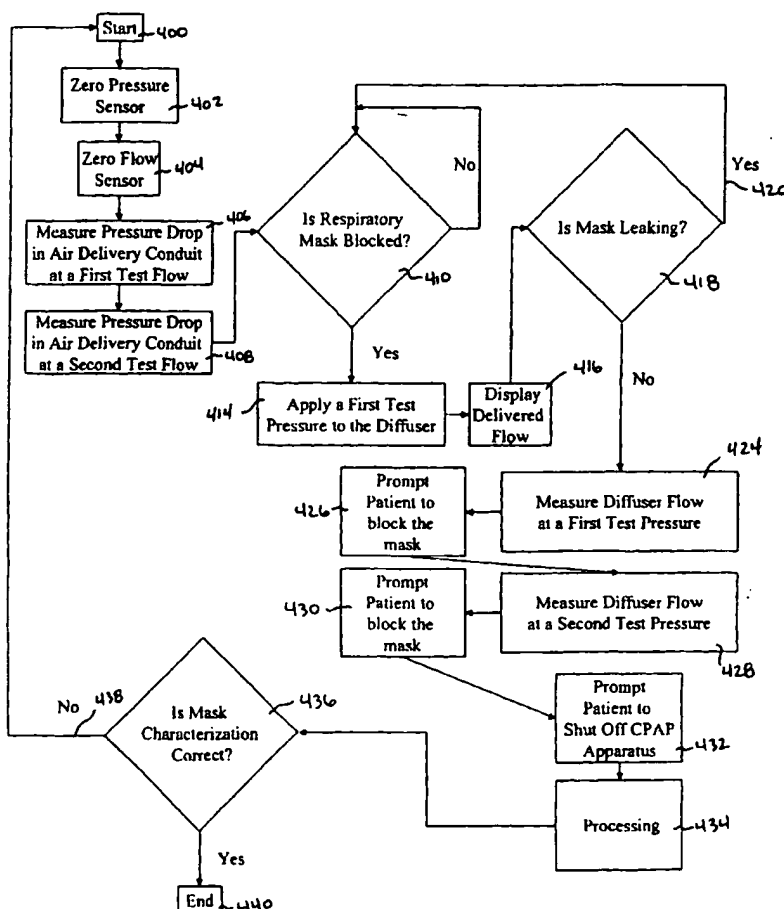 Start
400
Zero Pressure
Sensor
402
Zero Flow
Sensor
404
406
Measure Pressure Drop
in Air Delivery Conduit
at a First Test Flow
Measure Pressure Drop
in Air Delivery Conduit
at a Second Test Flow
408
Is Respiratory
Mask Blocked?
410
No
Yes
414
Apply a First Test
Pressure to the Diffuser
416
Display
Delivered
Flow
Is Mask Leaking?
418
Yes
420
No
424
Measure Diffuser Flow
at a First Test Pressure
426
Prompt
Patient to
block the
mask
Measure Diffuser Flow
at a Second Test Pressure
428
430
Prompt
Patient to
block the
mask
Prompt
Patient to
Shut Off CPAP
Apparatus
432
Processing
434
Is Mask
Characterization
Correct?
436
No
438
Yes
End
440